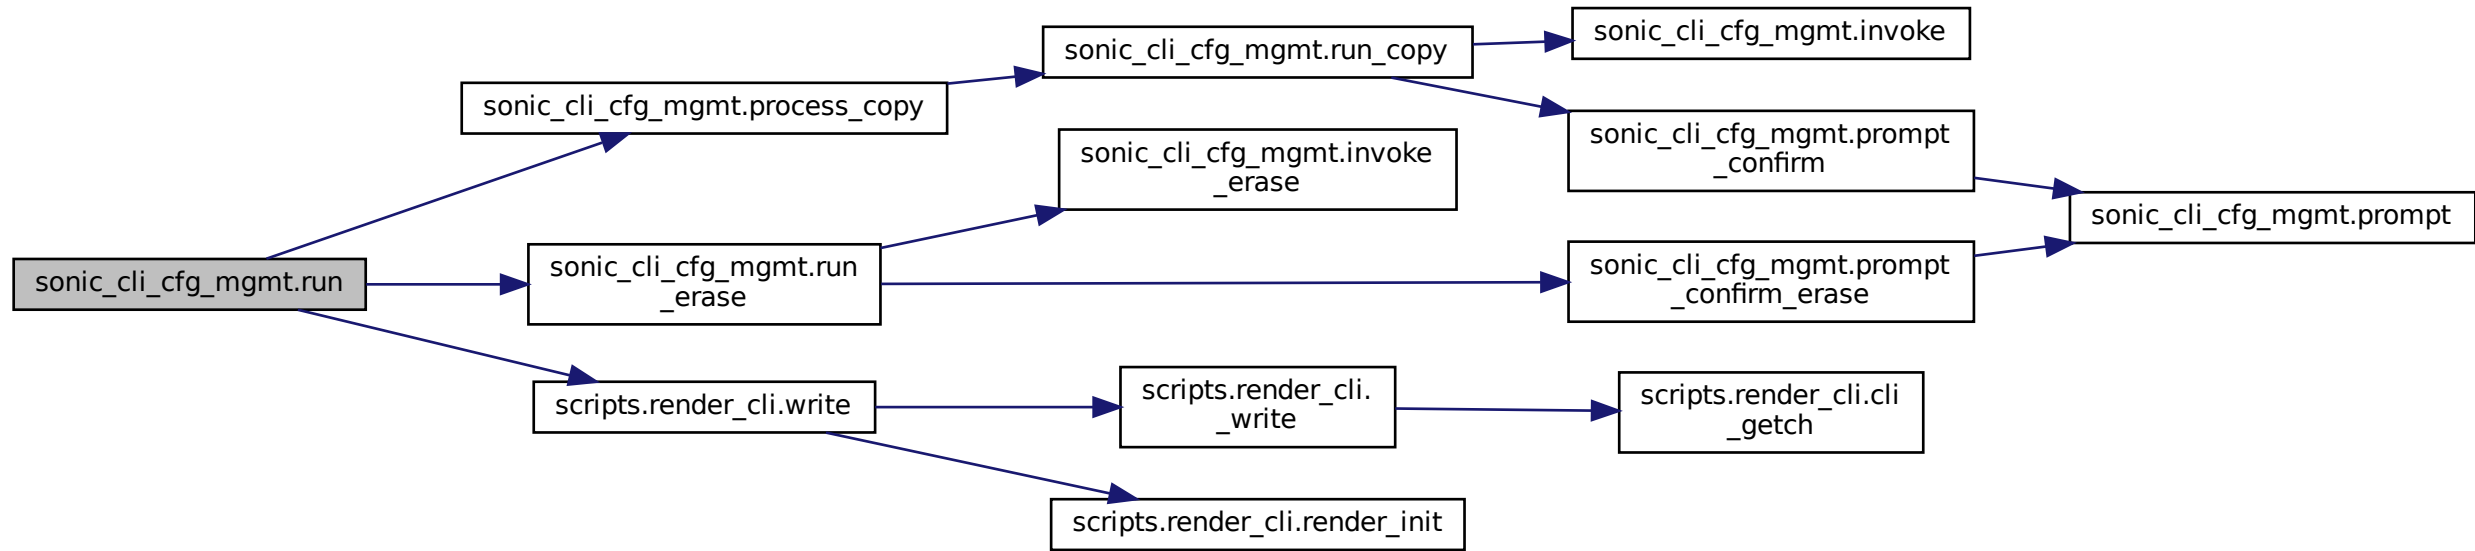 sonic_cli_cfg_mgmt.run
sonic_cli_cfg_mgmt.process_copy
sonic_cli_cfg_mgmt.run_copy
sonic_cli_cfg_mgmt.invoke
sonic_cli_cfg_mgmt.prompt
_confirm
sonic_cli_cfg_mgmt.prompt
sonic_cli_cfg_mgmt.run
_erase
sonic_cli_cfg_mgmt.invoke
_erase
sonic_cli_cfg_mgmt.prompt
_confirm_erase
scripts.render_cli.write
scripts.render_cli.
_write
scripts.render_cli.cli
_getch
scripts.render_cli.render_init